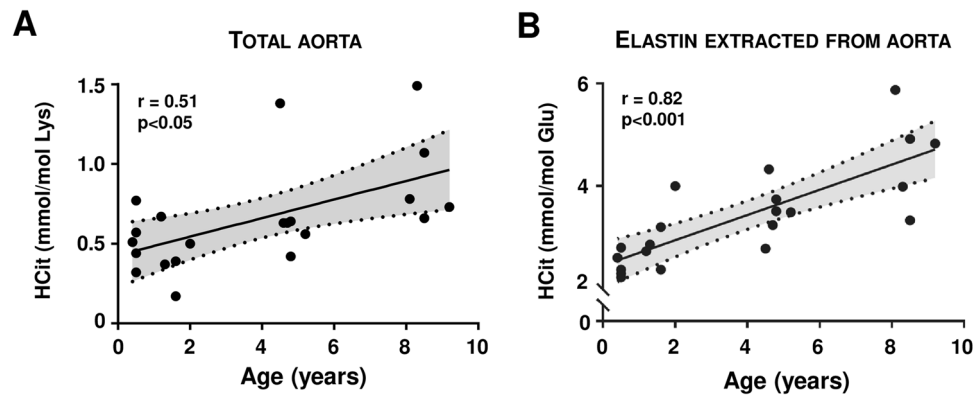 A
TOTAL AORTA
HCit (mmol/mol Lys)
1.5
1.0
0.5
0
r = 0.51
p<0.05
0 2 4 6 8 10
Age (years)
B
ELASTIN EXTRACTED FROM AORTA
HCit (mmol/mol Glu)
6
4
2
0
r = 0.82
p<0.001
0 2 4 6 8 10
Age (years)